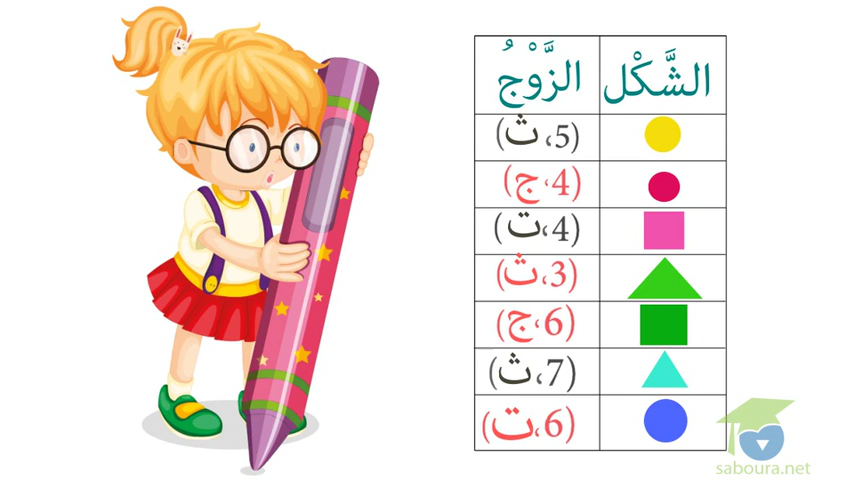 الشَّكْل الزَّوْجُ
(5، ث)
(4، ج)
(4، ت)
(3، ث)
(6، ج)
(7، ث)
(6، ت)
saboura.net